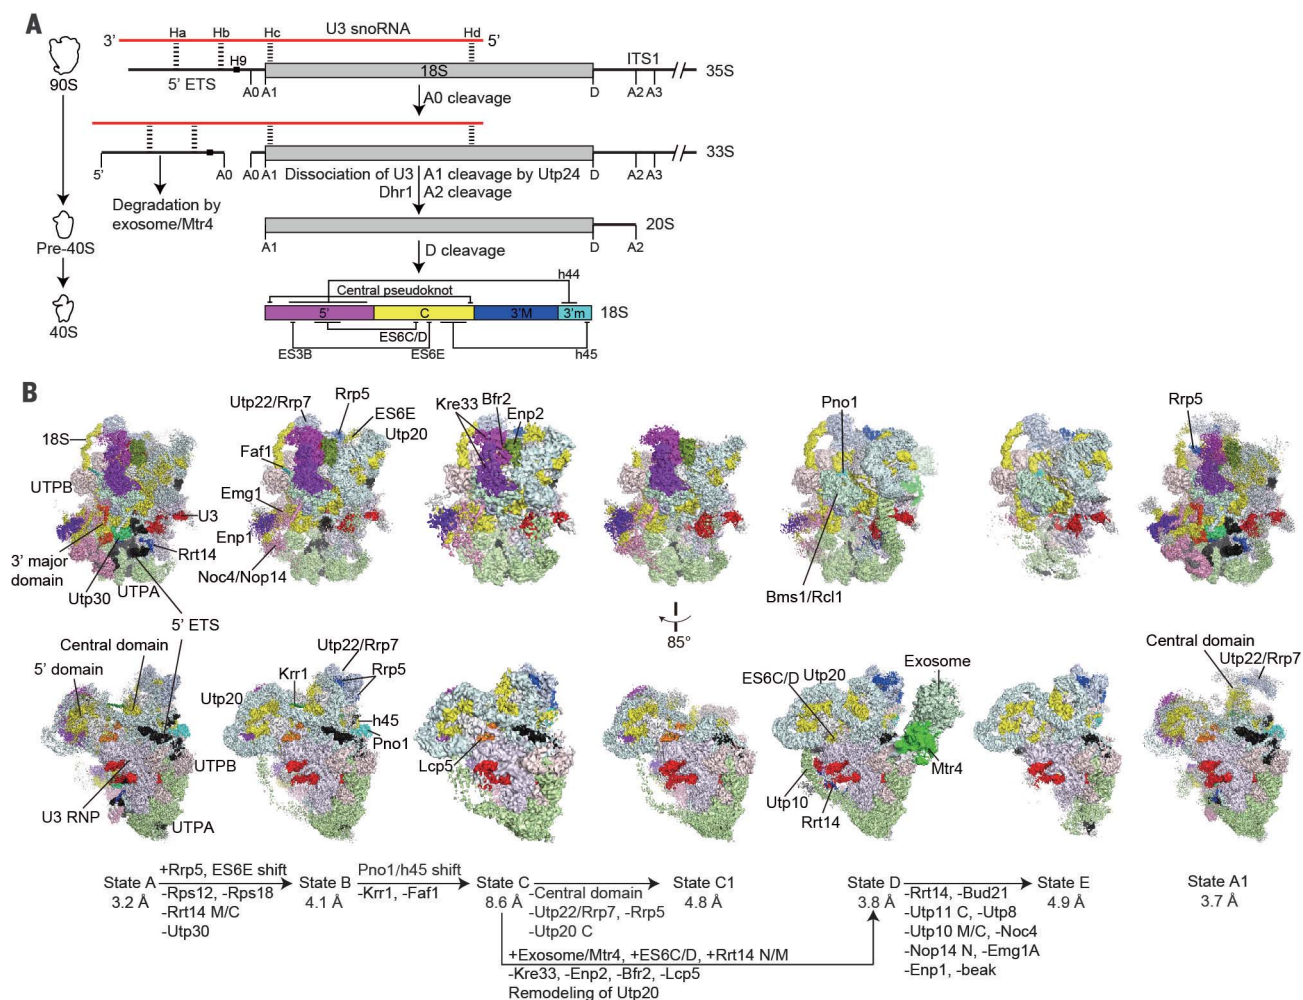 A
3’ Ha Hb Hc U3 snoRNA Hd 5’
H9 ITS1
90S 5’ ETS 18S 35S
A0 A1 D A2 A3
A0 cleavage
33S
5’ A0 A0 A1 D A2 A3
Dissociation of U3 A1 cleavage by Utp24
Dhr1 A2 cleavage
Degradation by
exosome/Mtr4
20S
Pre-40S A1 D A2
D cleavage
h44
Central pseudoknot
5’ C 3’M 3’m 18S
40S
ES6C/D
ES3B ES6E h45
B
Utp22/Rrp7 Rrp5 Kre33 Bfr2 Enp2 Pno1 Rrp5
18S ES6E
Utp20
Faf1
UTPB
Emg1
U3
Enp1
3’ major
domain
Rrt14
Noc4/Nop14
Utp30 UTPA
Bms1/Rcl1
5’ ETS
85°
Central domain Utp22/Rrp7 Central domain
5’ domain Krr1 Rrp5 ES6C/D Utp20 Exosome Utp22/Rrp7
Utp20
h45
Pno1
UTPB Lcp5 Mtr4
Utp10
U3 RNP UTPA Rrt14
State A +Rrp5, ES6E shift State B Pno1/h45 shift State C State C1 State D State E State A1
3.2 Å -Rps12, -Rps18 4.1 Å -Krr1, -Faf1 8.6 Å -Central domain 4.8 Å 3.8 Å -Rrt14, -Bud21 4.9 Å 3.7 Å
-Rrt14 M/C -Utp22/Rrp7, -Rrp5 -Utp11 C, -Utp8
-Utp30 -Utp20 C -Utp10 M/C, -Noc4
+Exosome/Mtr4, +ES6C/D, +Rrt14 N/M -Nop14 N, -Emg1A
-Kre33, -Enp2, -Bfr2, -Lcp5 -Enp1, -beak
Remodeling of Utp20